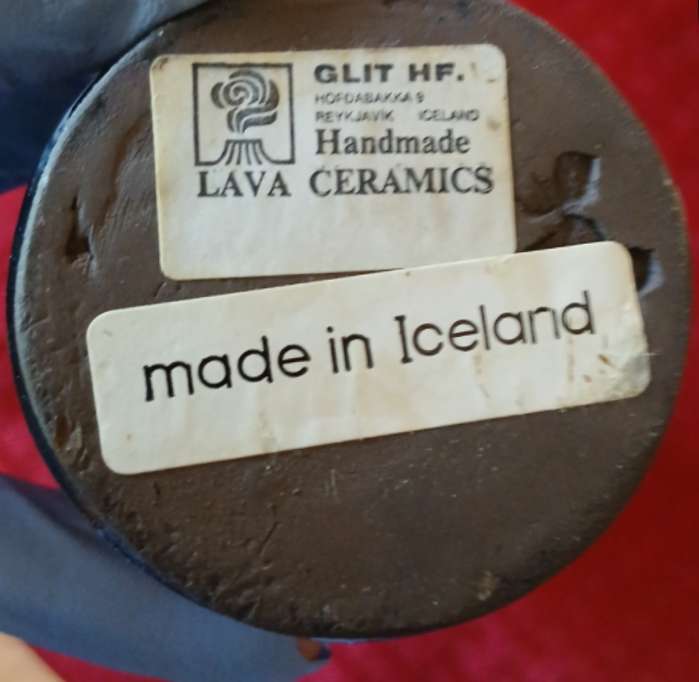 GLIT HF.
HOFDABAKKA 9
REYKJAVIK ICELAND
Handmade
LAVA CERAMICS
made in Iceland